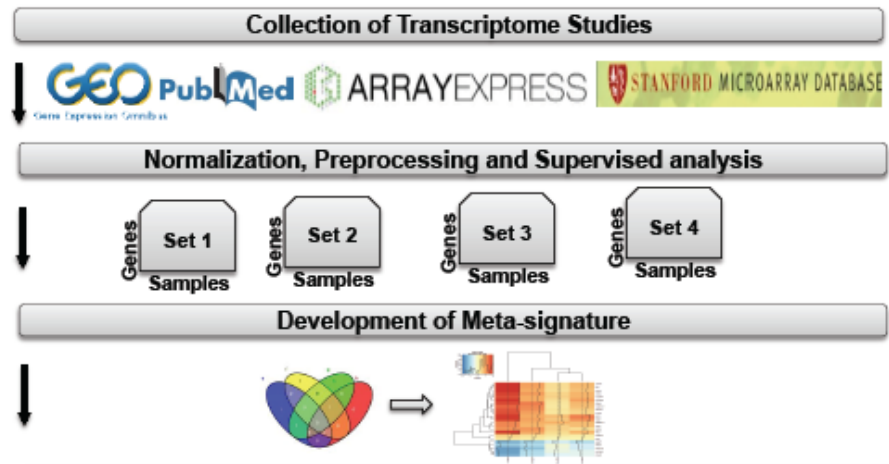 Collection of Transcriptome Studies
GEO
Gene Expression Omnibus
PubMed
ARRAYEXPRESS
STANFORD MICROARRAY DATABASE
Normalization, Preprocessing and Supervised analysis
Genes
Set 1
Samples
Genes
Set 2
Samples
Genes
Set 3
Samples
Genes
Set 4
Samples
Development of Meta-signature